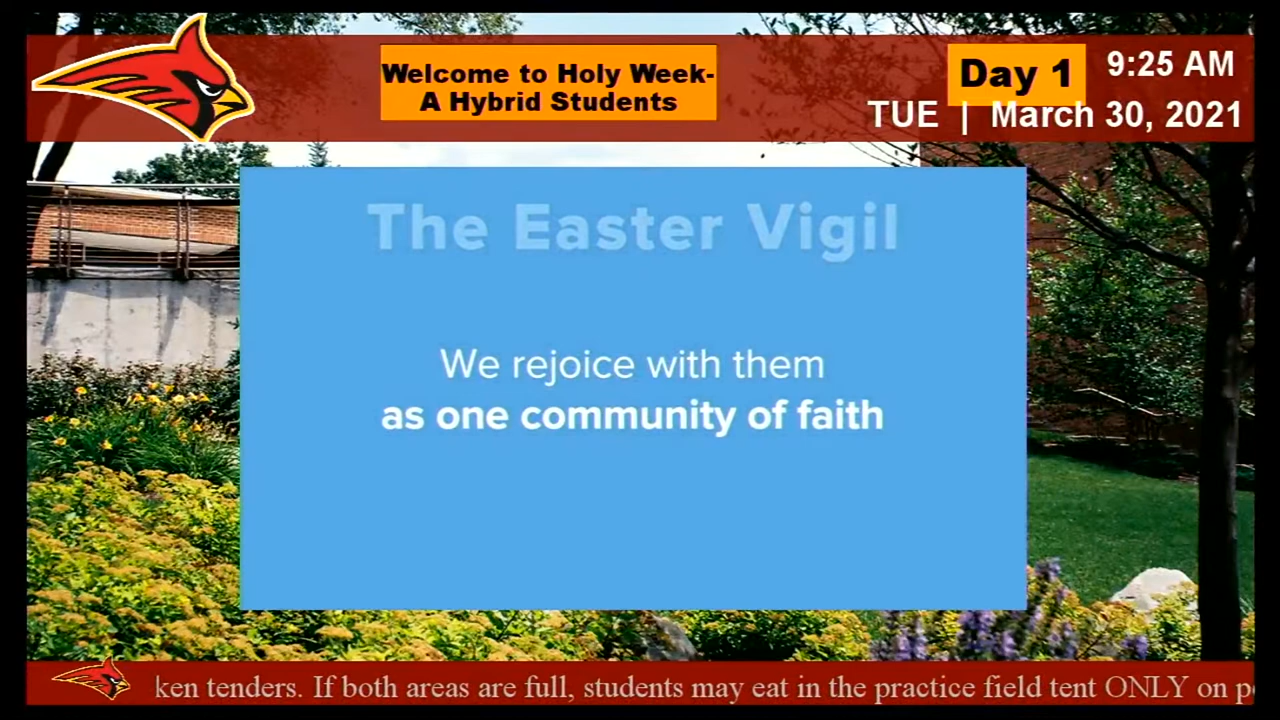 Welcome to Holy Week-
A Hybrid Students
Day 1
9:25 AM
TUE | March 30, 2021
The Easter Vigil
We rejoice with them
as one community of faith
ken tenders. If both areas are full, students may eat in the practice field tent ONLY on